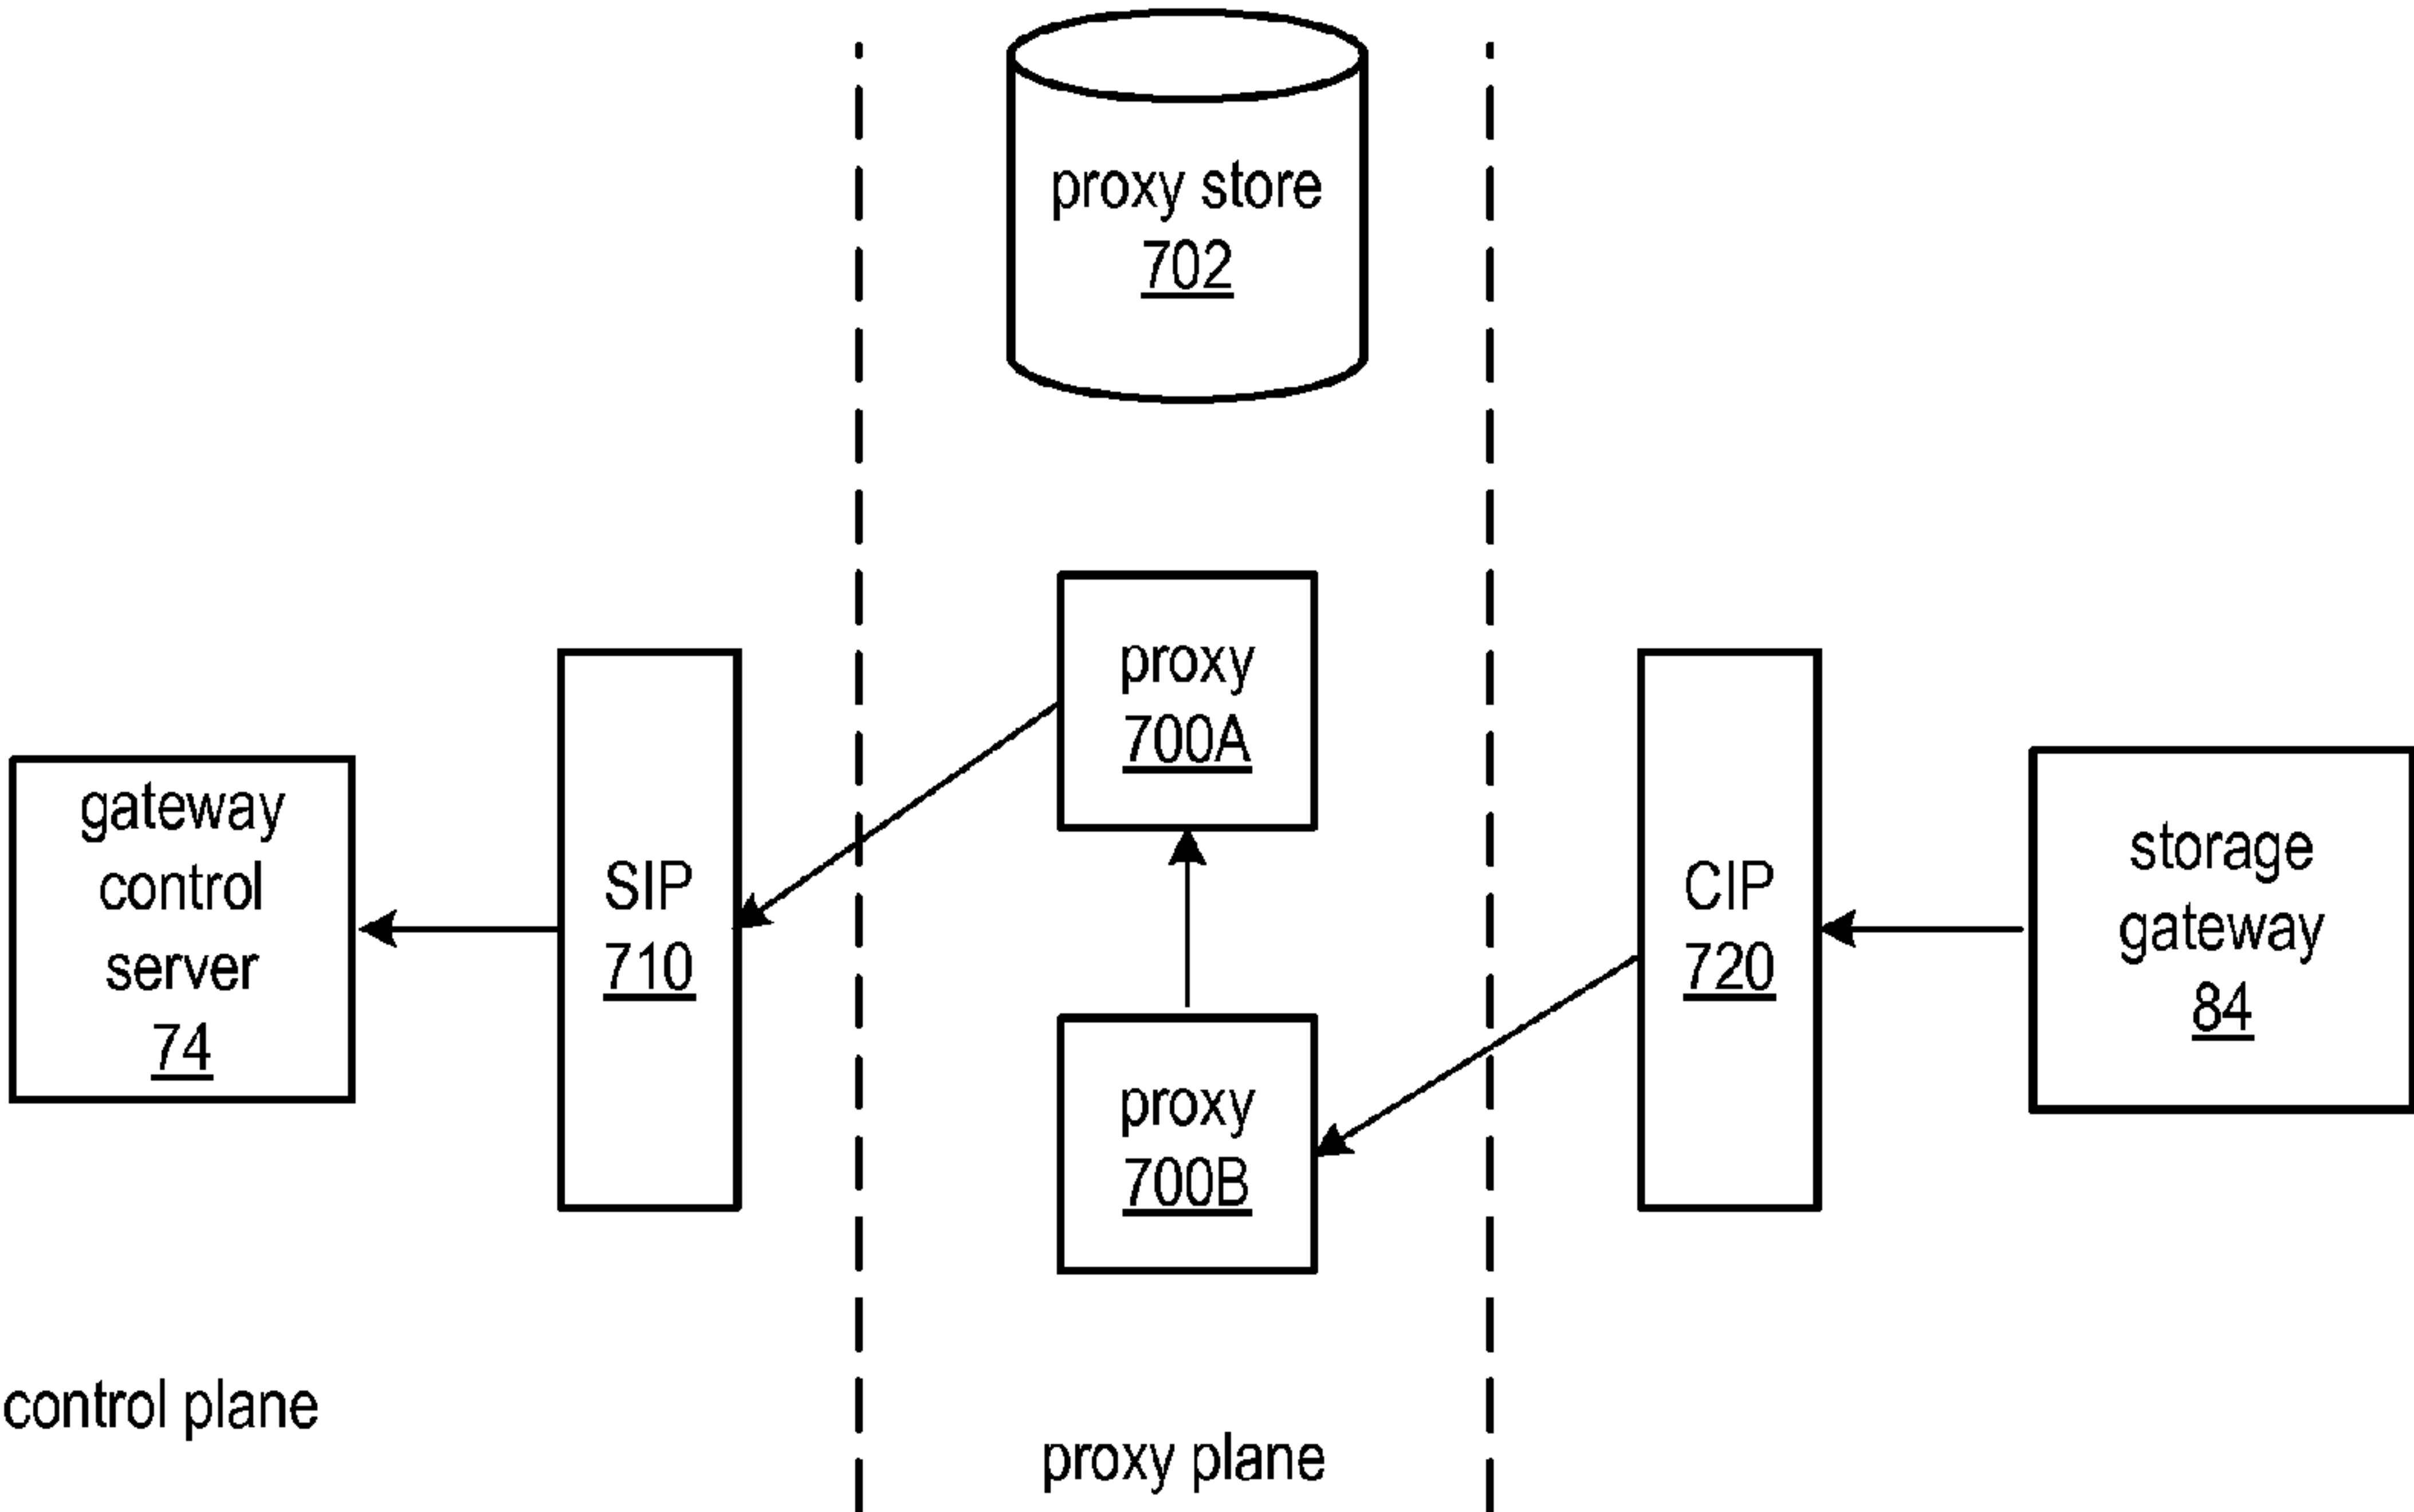 proxy store
702
proxy
700A
gateway
control
server
74
SIP
710
CIP
720
storage
gateway
84
proxy
700B
control plane
proxy plane